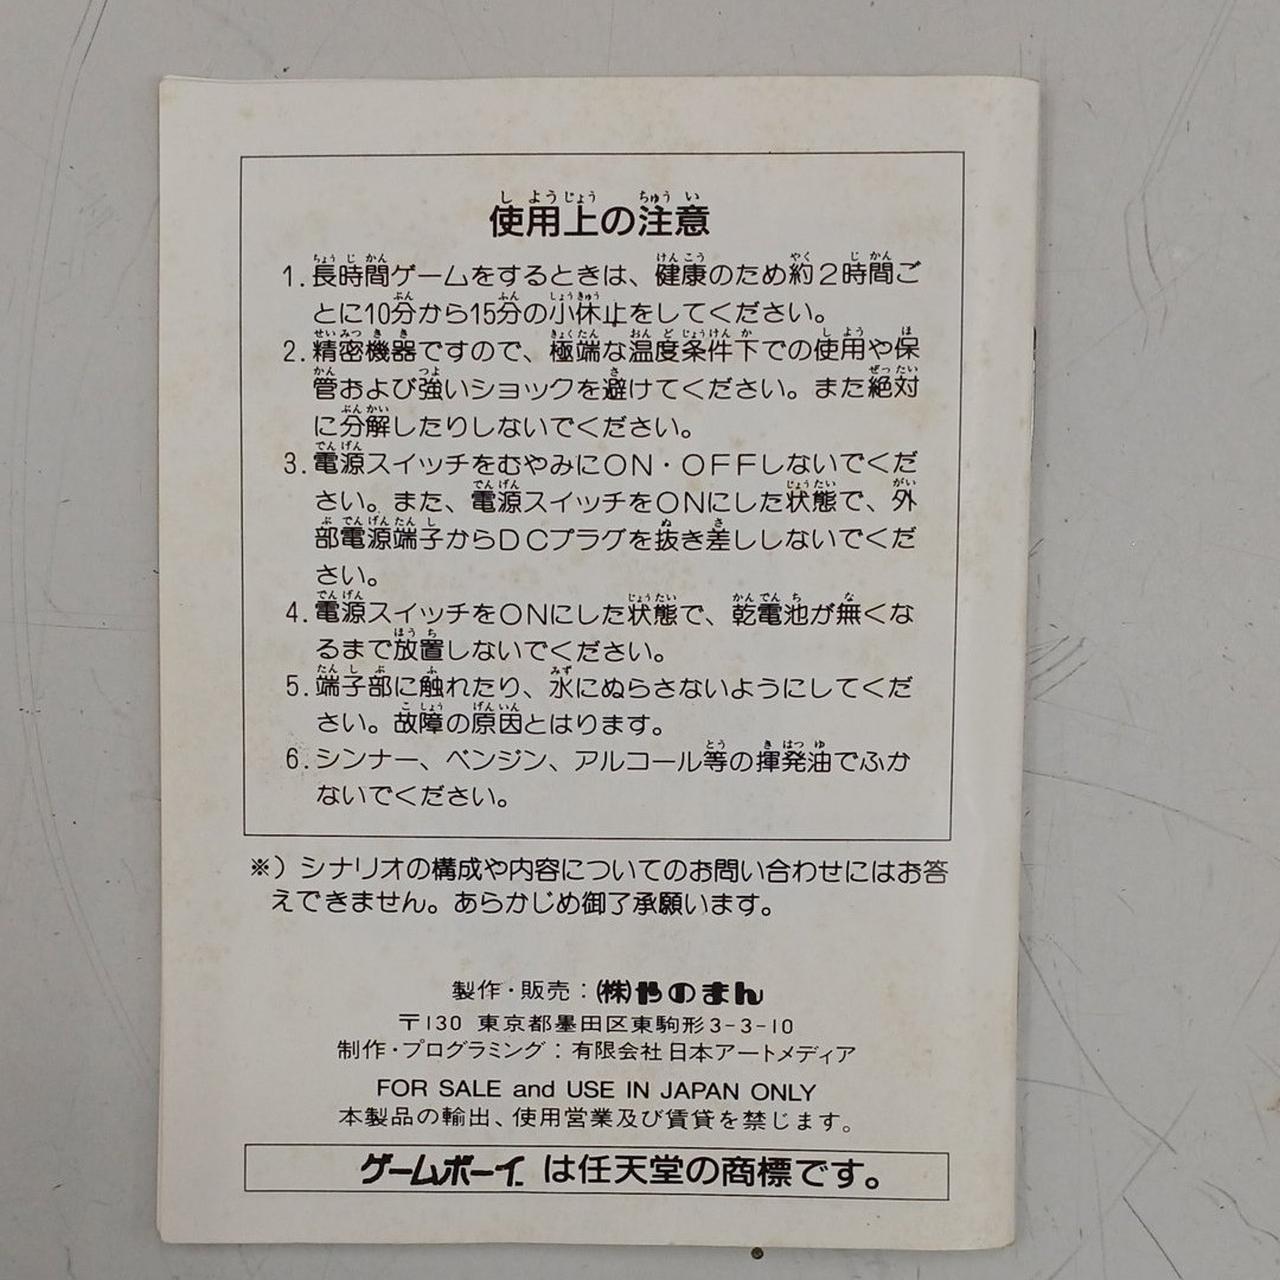 使用上の注意
1.長時間ゲームをするときは、健康のため約2時間ご
とに10分から15分の小休止をしてください。
2.精密機器ですので、極端な温度条件下での使用や保
管および強いショックを避けてください。また絶対
に分解したりしないでください。
3.電源スイッチをむやみにON・OFFしないでくだ
さい。また、電源スイッチをONにした状態で、外
部電源端子からDCプラグを抜き差ししないでくだ
さい。
4.電源スイッチをONにした状態で、乾電池が無くな
るまで放置しないでください。
5.端子部に触れたり、水にぬらさないようにしてくだ
さい。故障の原因とはります。
6.シンナー、ベンジン、アルコール等の揮発油でふか
ないでください。
※）シナリオの構成や内容についてのお問い合わせにはお答
えできません。あらかじめ御了承願います。
製作・販売：㈱やのまん
〒130 東京都墨田区東駒形3-3-10
制作・プログラミング：有限会社日本アートメディア
FOR SALE and USE IN JAPAN ONLY
本製品の輸出、使用営業及び賃貸を禁じます。
ゲームボーイは任天堂の商標です。